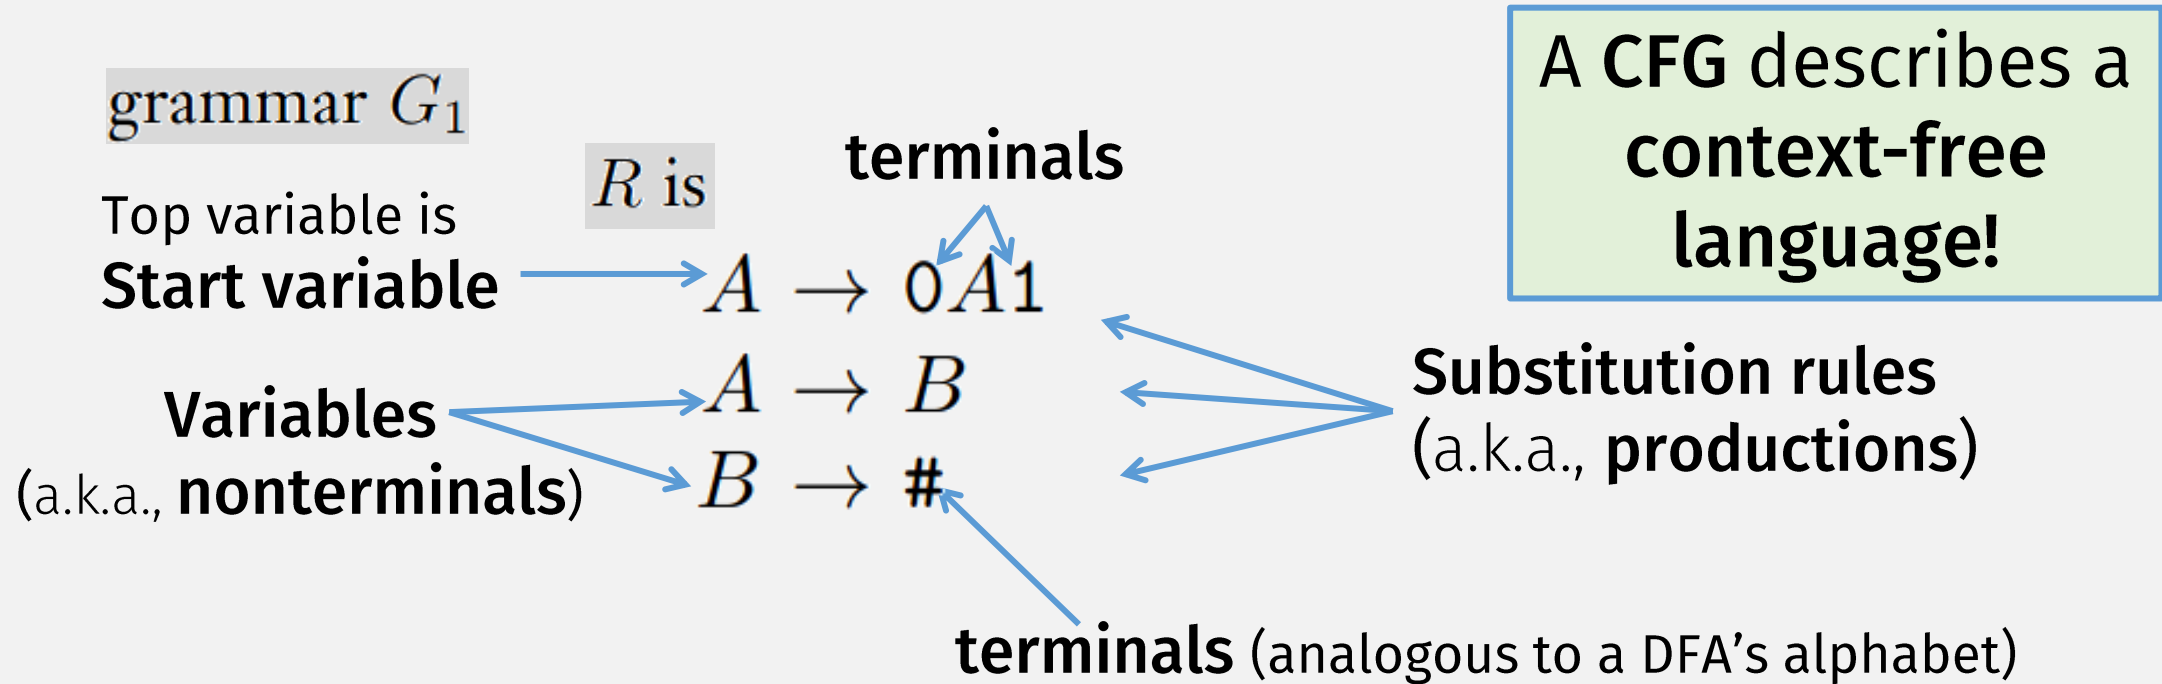 grammar G₁
A CFG describes a
context-free
language!
R is
terminals
Top variable is
Start variable
A → 0A1
A → B
B → #
Variables
(a.k.a., nonterminals)
Substitution rules
(a.k.a., productions)
terminals (analogous to a DFA’s alphabet)